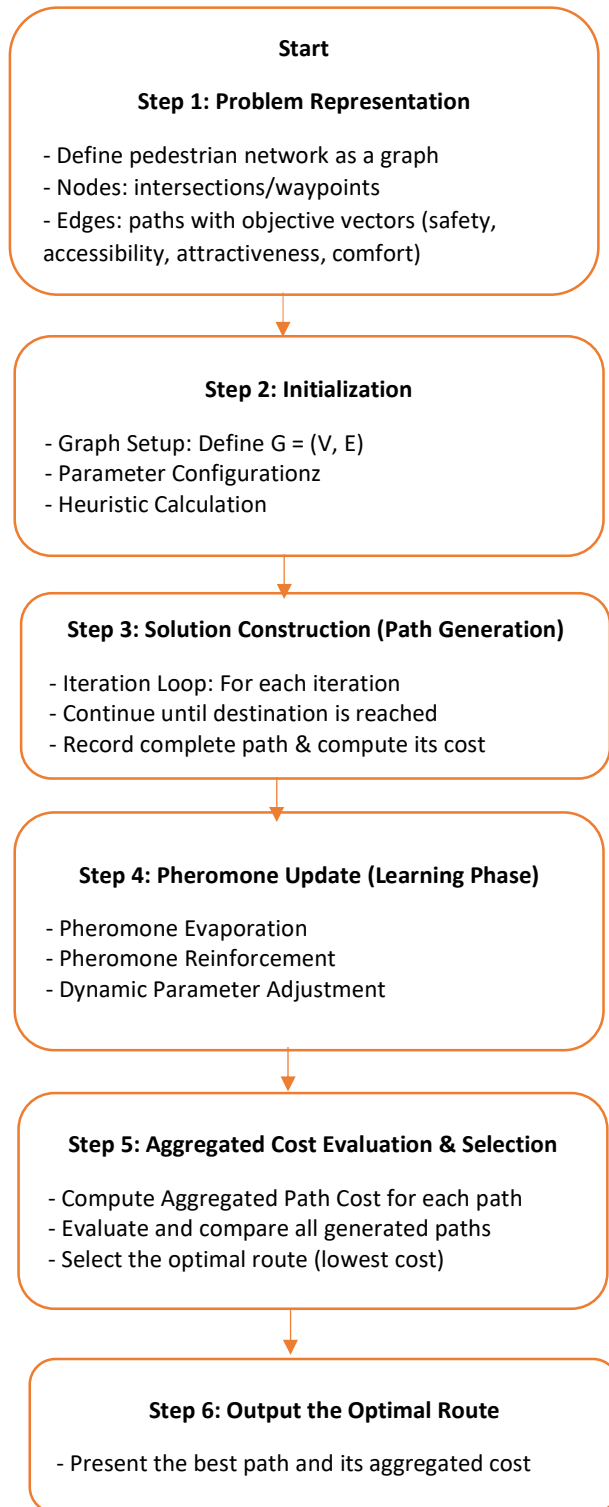 Start
Step 1: Problem Representation
- Define pedestrian network as a graph
- Nodes: intersections/waypoints
- Edges: paths with objective vectors (safety,
accessibility, attractiveness, comfort)
Step 2: Initialization
- Graph Setup: Define G = (V, E)
- Parameter Configurationz
- Heuristic Calculation
Step 3: Solution Construction (Path Generation)
- Iteration Loop: For each iteration
- Continue until destination is reached
- Record complete path & compute its cost
Step 4: Pheromone Update (Learning Phase)
- Pheromone Evaporation
- Pheromone Reinforcement
- Dynamic Parameter Adjustment
Step 5: Aggregated Cost Evaluation & Selection
- Compute Aggregated Path Cost for each path
- Evaluate and compare all generated paths
- Select the optimal route (lowest cost)
Step 6: Output the Optimal Route
- Present the best path and its aggregated cost